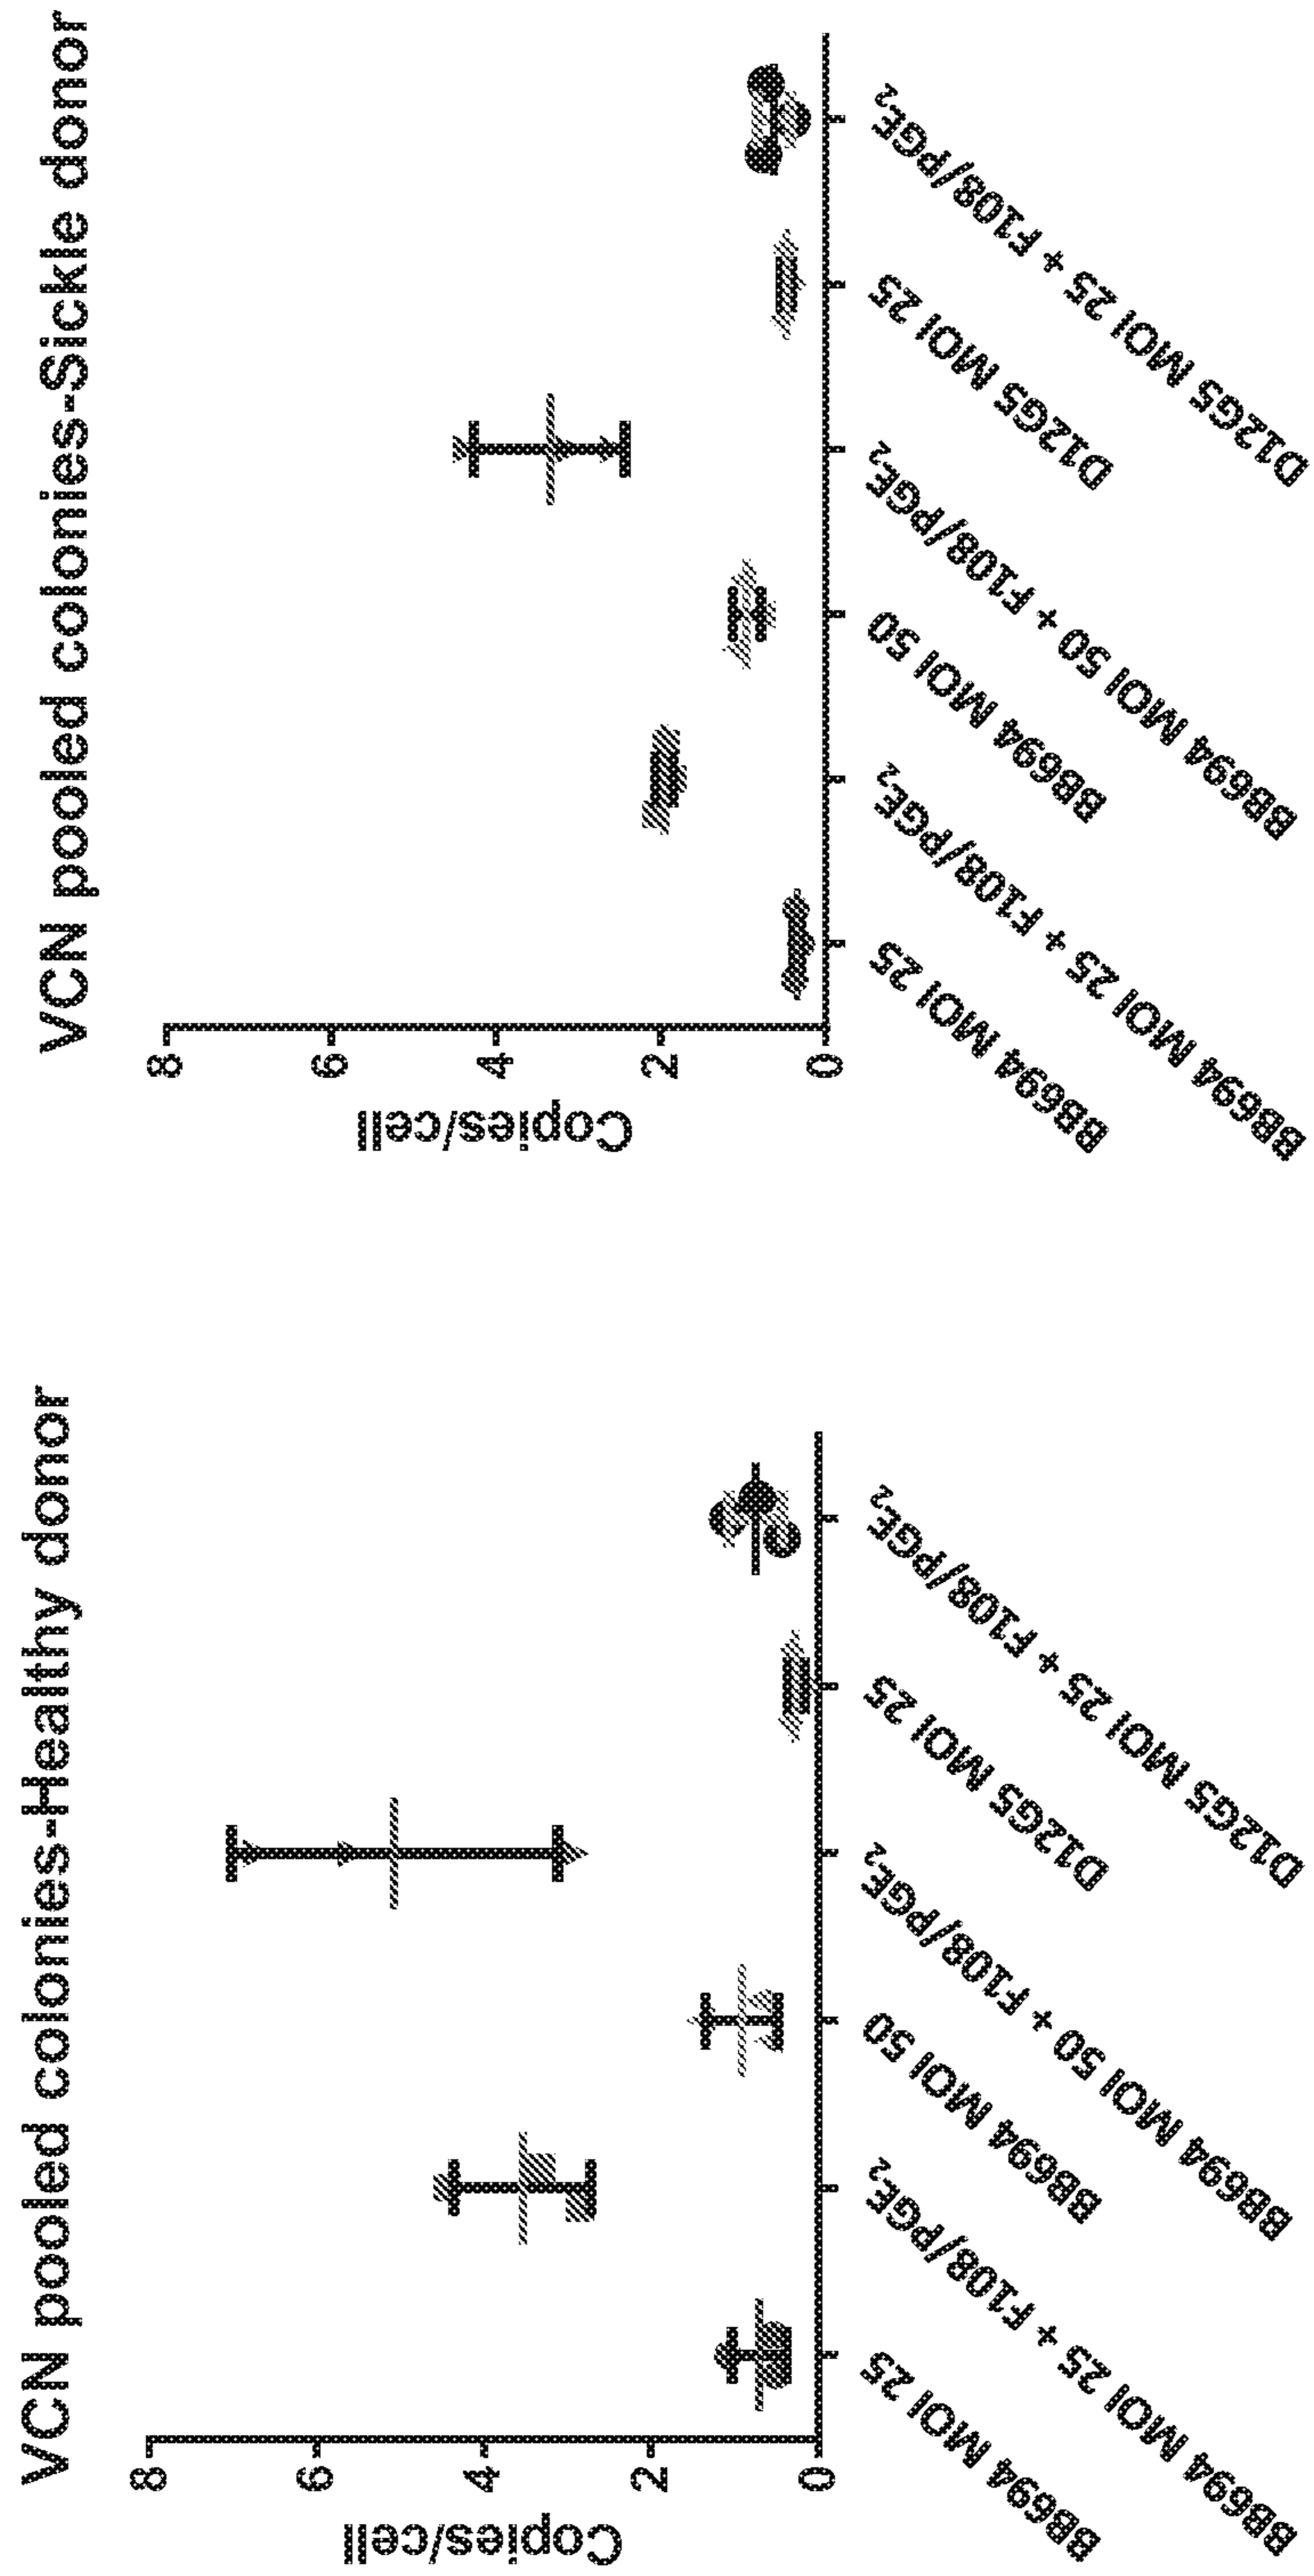 VCN pooled colonies-Healthy donor
Copies/cell
8
6
4
2
0
BB694 MOI 25
BB694 MOI 25 + F108/PGE₂
BB694 MOI 50
BB694 MOI 50 + F108/PGE₂
D12G5 MOI 25
D12G5 MOI 25 + F108/PGE₂
VCN pooled colonies-Sickle donor
Copies/cell
8
6
4
2
0
BB694 MOI 25
BB694 MOI 25 + F108/PGE₂
BB694 MOI 50
BB694 MOI 50 + F108/PGE₂
D12G5 MOI 25
D12G5 MOI 25 + F108/PGE₂